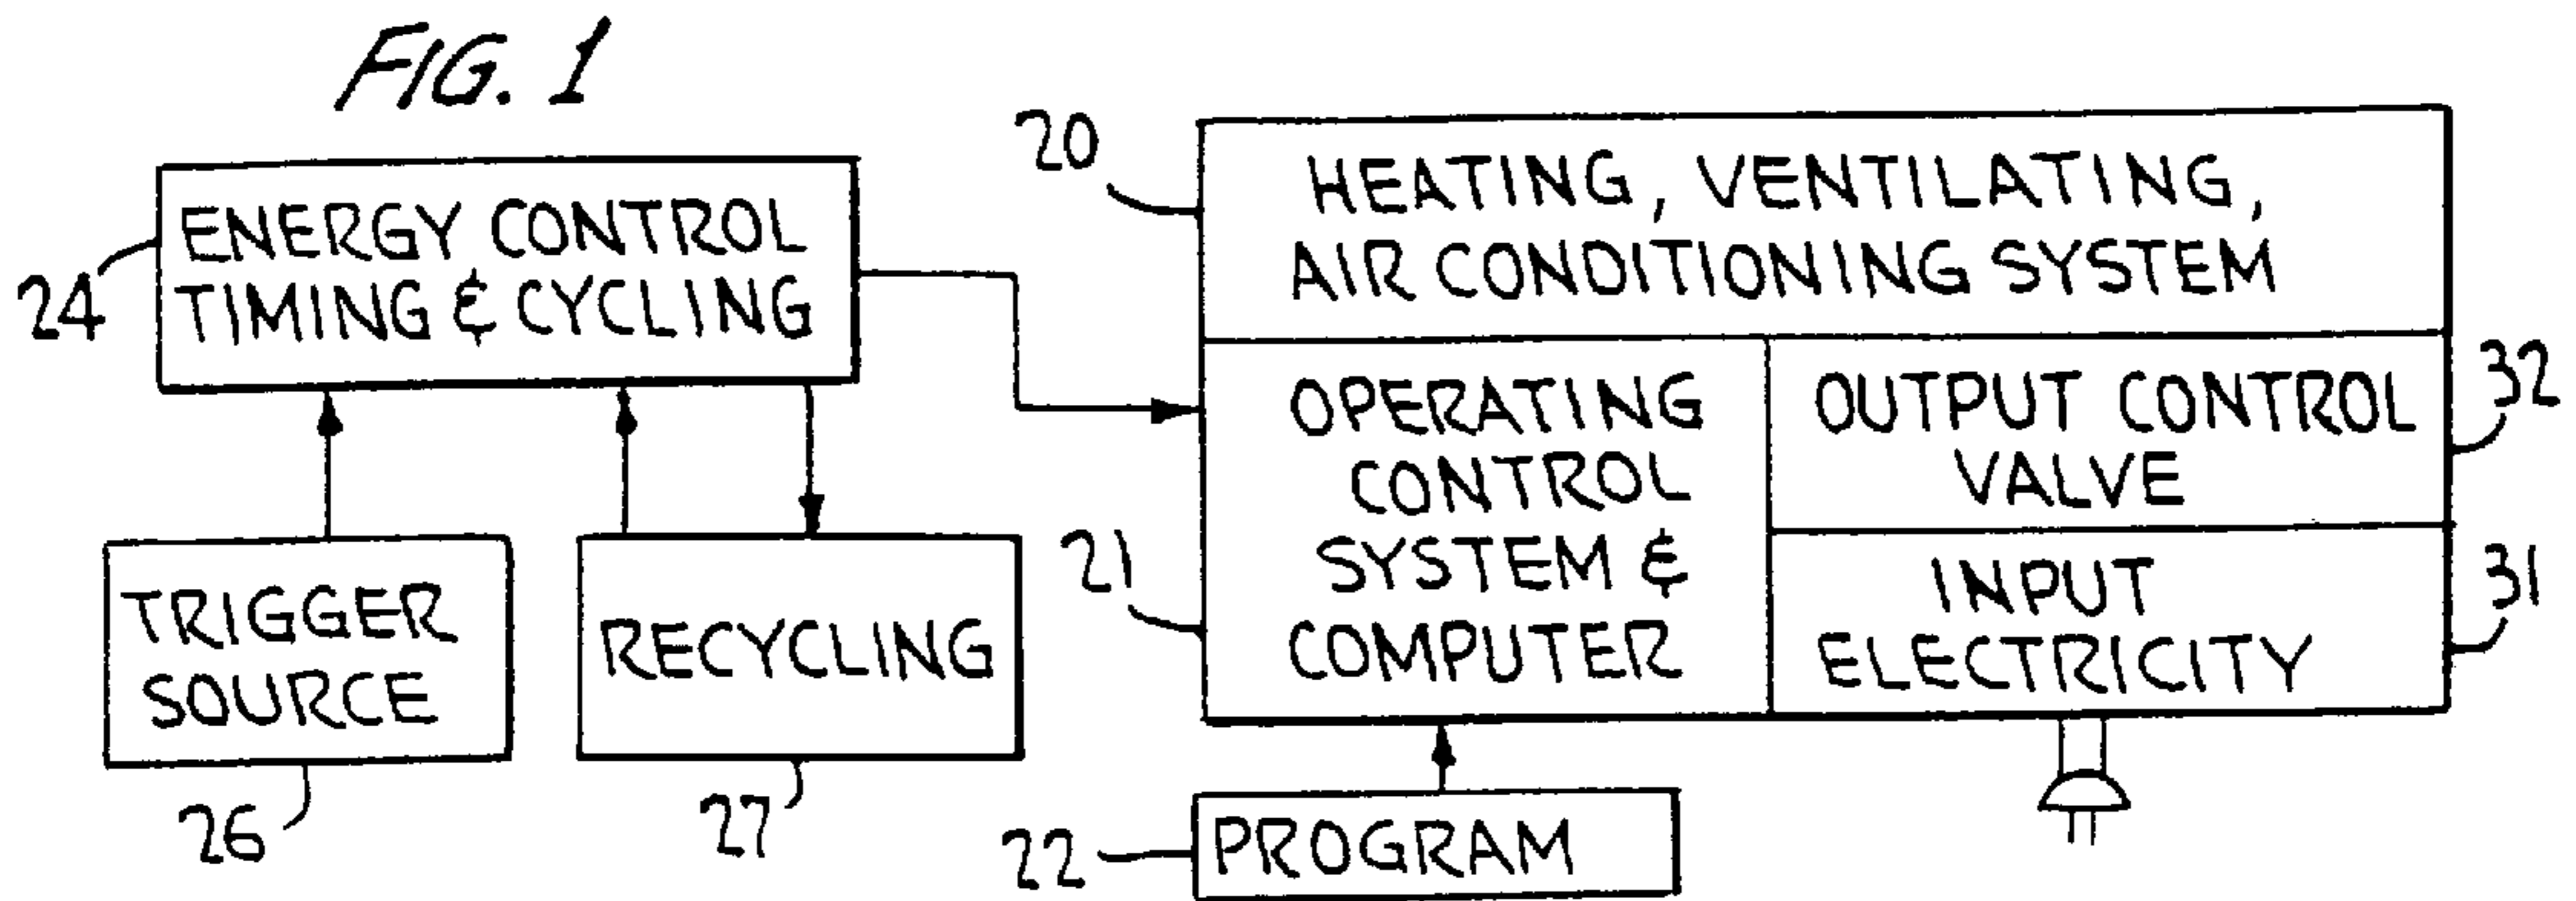 FIG. 1
24
ENERGY CONTROL
TIMING & CYCLING
TRIGGER
SOURCE
26
RECYCLING
27
20
HEATING, VENTILATING,
AIR CONDITIONING SYSTEM
21
OPERATING
CONTROL
SYSTEM &
COMPUTER
OUTPUT CONTROL
VALVE
32
INPUT
ELECTRICITY
31
22
PROGRAM